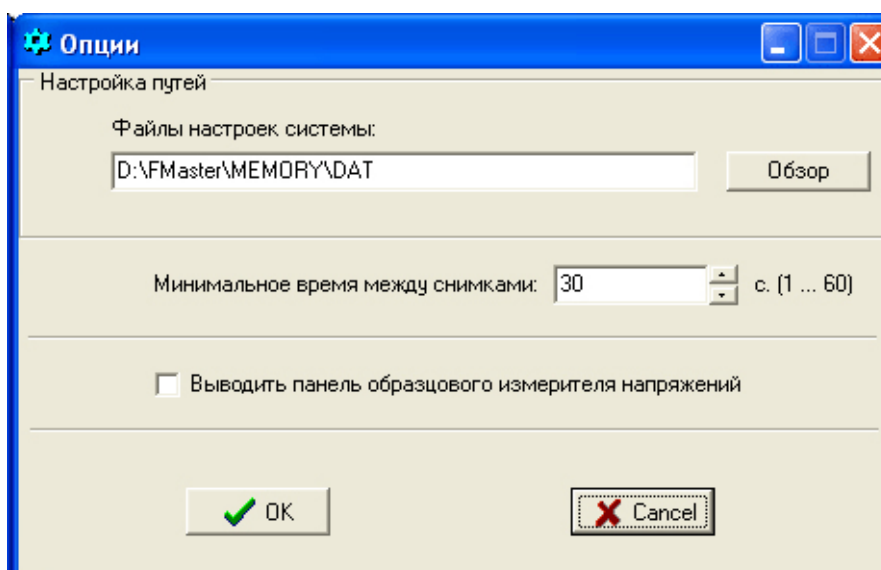 Опции
Настройка путей
Файлы настроек системы:
D:\FMaster\MEMORY\DAT
Обзор
Минимальное время между снимками: 30 с. (1 ... 60)
Выводить панель образцового измерителя напряжений
OK Cancel